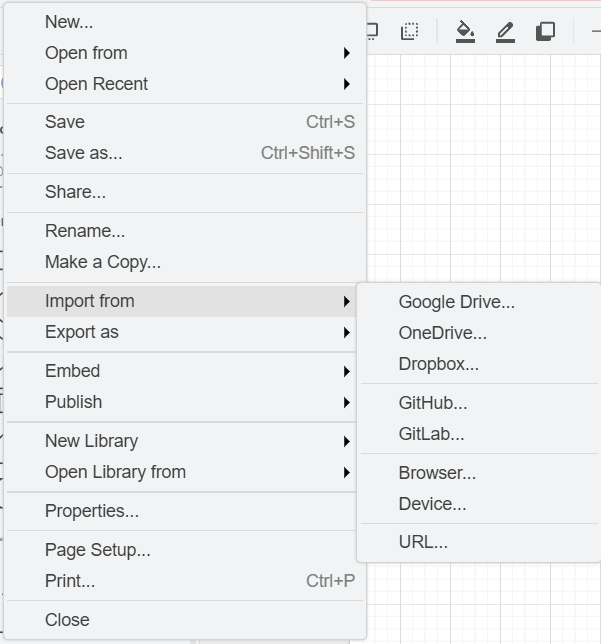 New...
Open from
Open Recent
Save Ctrl+S
Save as... Ctrl+Shift+S
Share...
Rename...
Make a Copy...
Import from
Export as
Embed
Publish
New Library
Open Library from
Properties...
Page Setup...
Print... Ctrl+P
Close
Google Drive...
OneDrive...
Dropbox...
GitHub...
GitLab...
Browser...
Device...
URL...